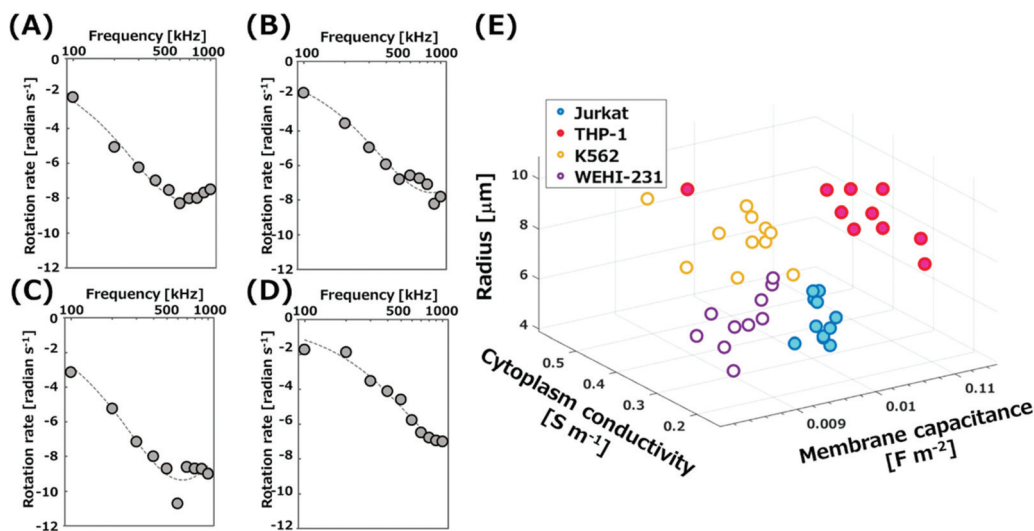 (A)
Frequency [kHz]
100
500
1000
0
-2
-4
-6
-8
-10
-12
Rotation rate [radian s⁻¹]
(B)
Frequency [kHz]
100
500
1000
0
-2
-4
-6
-8
-10
-12
Rotation rate [radian s⁻¹]
(C)
Frequency [kHz]
100
500
1000
0
-2
-4
-6
-8
-10
-12
Rotation rate [radian s⁻¹]
(D)
Frequency [kHz]
100
500
1000
0
-2
-4
-6
-8
-10
-12
Rotation rate [radian s⁻¹]
(E)
Jurkat
THP-1
K562
WEHI-231
10
8
6
4
Radius [μm]
0.5
0.4
0.3
0.2
Cytoplasm conductivity
[S m⁻¹]
0.009
0.01
0.11
Membrane capacitance
[F m⁻²]